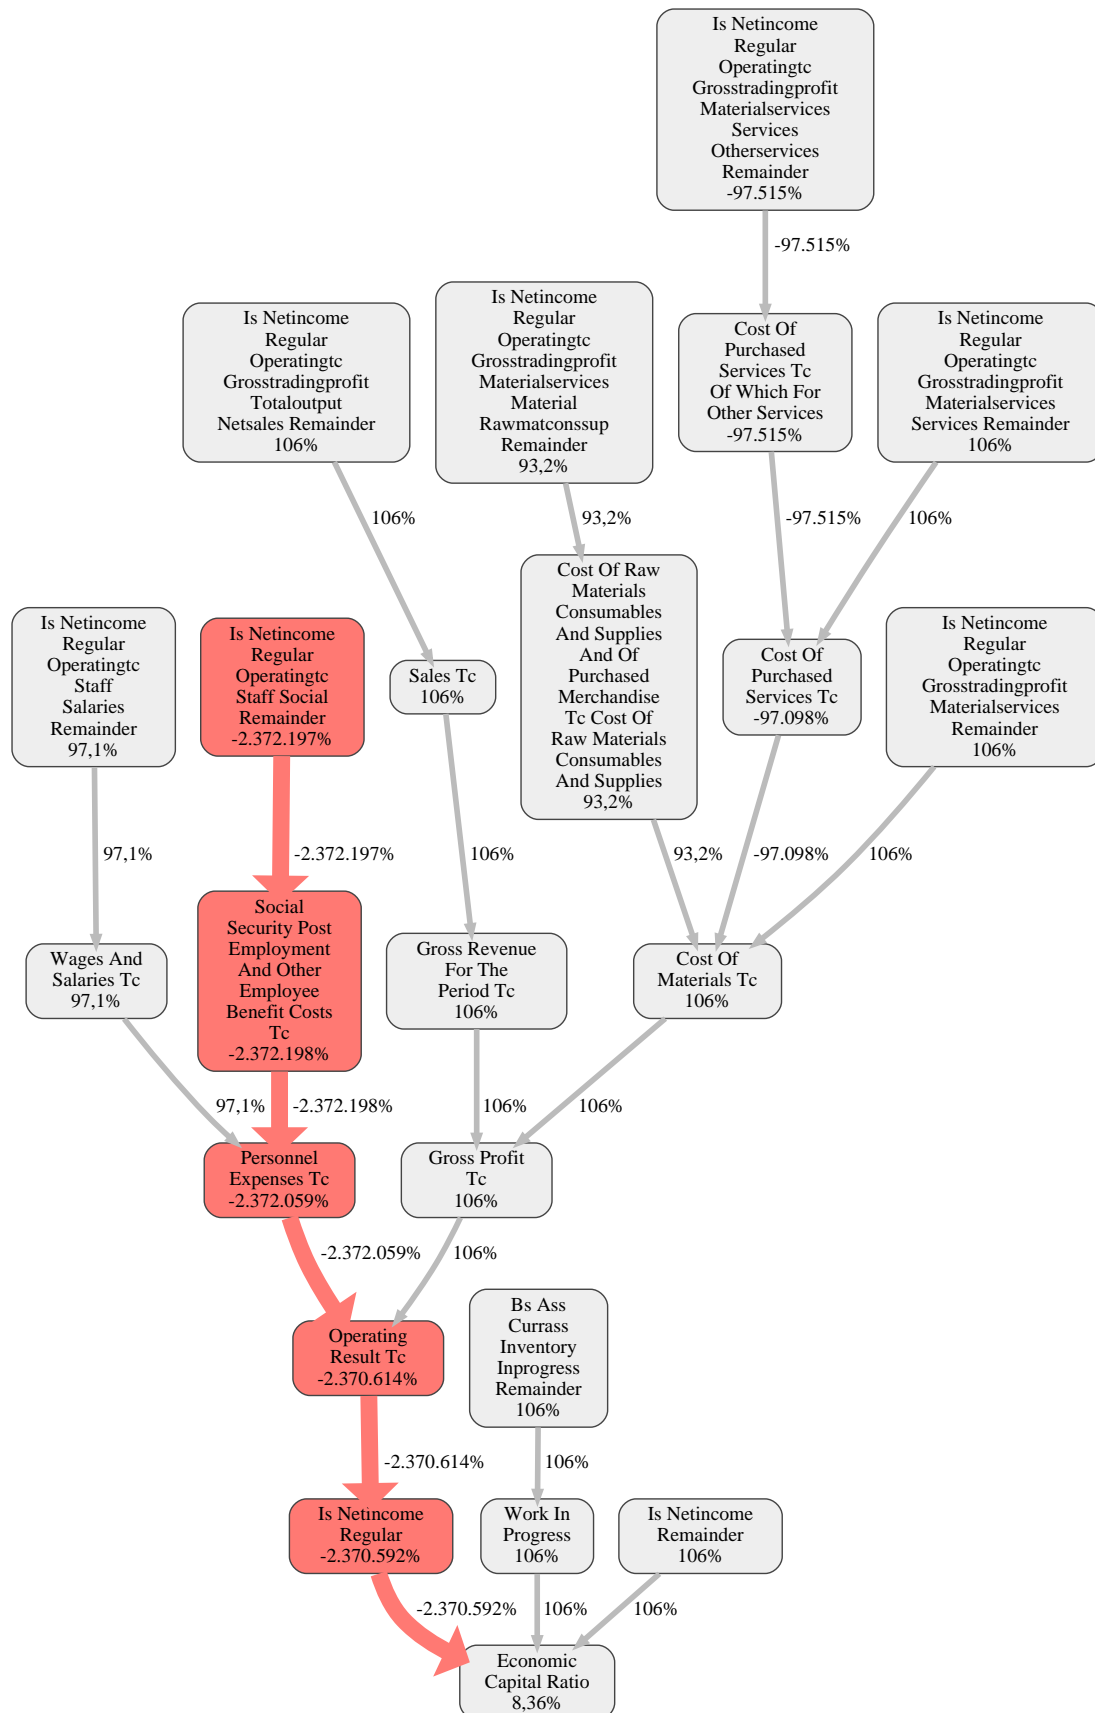 Is Netincome
Regular
Operatingtc
Grosstradingprofit
Materialservices
Services
Otherservices
Remainder
-97.515%
-97.515%
Is Netincome
Regular
Operatingtc
Grosstradingprofit
Totaloutput
Netsales Remainder
106%
Is Netincome
Regular
Operatingtc
Grosstradingprofit
Materialservices
Material
Rawmatconssup
Remainder
93,2%
Cost Of
Purchased
Services Tc
Of Which For
Other Services
-97.515%
Is Netincome
Regular
Operatingtc
Grosstradingprofit
Materialservices
Services Remainder
106%
106%
93,2%
-97.515%
106%
Is Netincome
Regular
Operatingtc
Staff
Salaries
Remainder
97,1%
Is Netincome
Regular
Operatingtc
Staff Social
Remainder
-2.372.197%
Sales Tc
106%
Cost Of Raw
Materials
Consumables
And Supplies
And Of
Purchased
Merchandise
Tc Cost Of
Raw Materials
Consumables
And Supplies
93,2%
Cost Of
Purchased
Services Tc
-97.098%
Is Netincome
Regular
Operatingtc
Grosstradingprofit
Materialservices
Remainder
106%
97,1%
-2.372.197%
106%
93,2%
-97.098%
106%
Wages And
Salaries Tc
97,1%
Social
Security Post
Employment
And Other
Employee
Benefit Costs
Tc
-2.372.198%
Gross Revenue
For The
Period Tc
106%
Cost Of
Materials Tc
106%
97,1%
-2.372.198%
106%
106%
Personnel
Expenses Tc
-2.372.059%
Gross Profit
Tc
106%
-2.372.059%
106%
Operating
Result Tc
-2.370.614%
Bs Ass
Currass
Inventory
Inprogress
Remainder
106%
-2.370.614%
106%
Is Netincome
Regular
-2.370.592%
Work In
Progress
106%
Is Netincome
Remainder
106%
-2.370.592%
106%
106%
Economic
Capital Ratio
8,36%